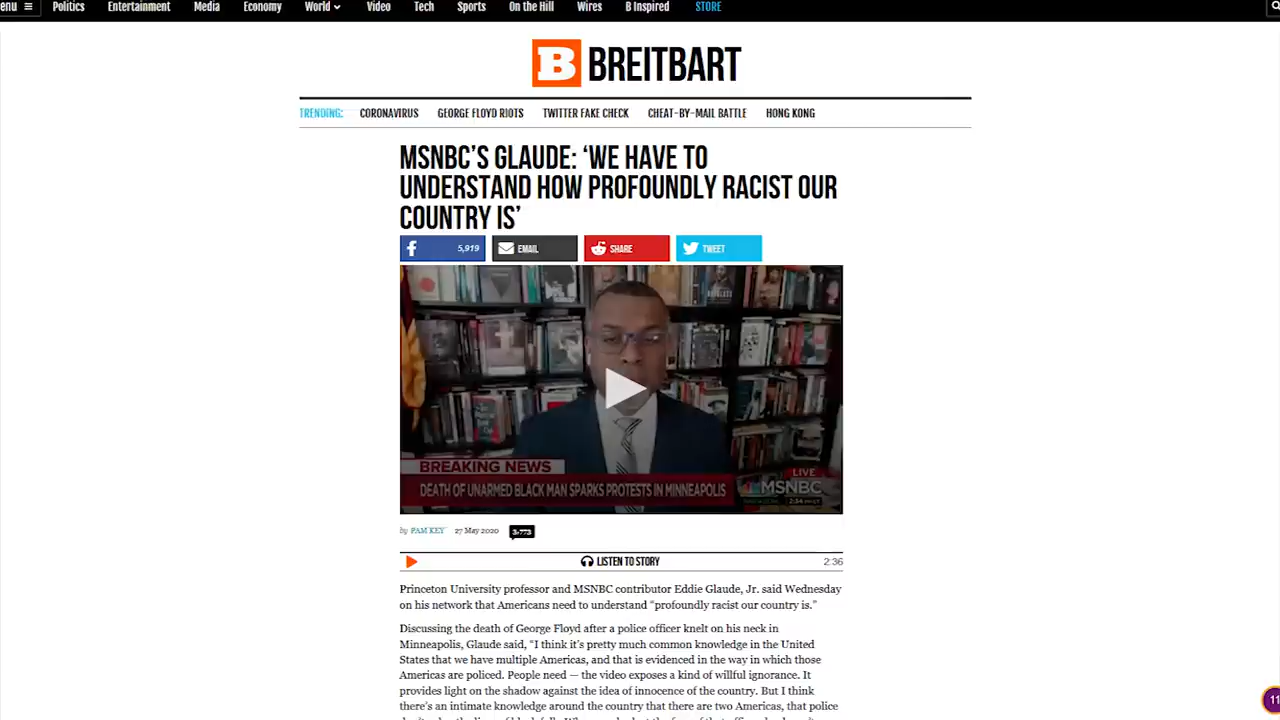 enu
Politics Entertainment Media Economy World Video Tech Sports On the Hill Wires B Inspired STORE
B BREITBART
TRENDING: CORONAVIRUS GEORGE FLOYD RIOTS TWITTER FAKE CHECK CHEAT-BY-MAIL BATTLE HONG KONG
MSNBC'S GLAUDE: 'WE HAVE TO
UNDERSTAND HOW PROFOUNDLY RACIST OUR
COUNTRY IS'
5,919 EMAIL SHARE TWEET
BREAKING NEWS
LIVE
DEATH OF UNARMED BLACK MAN SPARKS PROTESTS IN MINNEAPOLIS
MSNBC
by PAM KEY 27 May 2020 3,773
LISTEN TO STORY 2:36
Princeton University professor and MSNBC contributor Eddie Glaude, Jr. said Wednesday
on his network that Americans need to understand “profoundly racist our country is.”
Discussing the death of George Floyd after a police officer knelt on his neck in
Minneapolis, Glaude said, “I think it’s pretty much common knowledge in the United
States that we have multiple Americas, and that is evidenced in the way in which those
Americas are policed. People need — the video exposes a kind of willful ignorance. It
provides light on the shadow against the idea of innocence of the country. But I think
there’s an intimate knowledge around the country that there are two Americas, that police
11